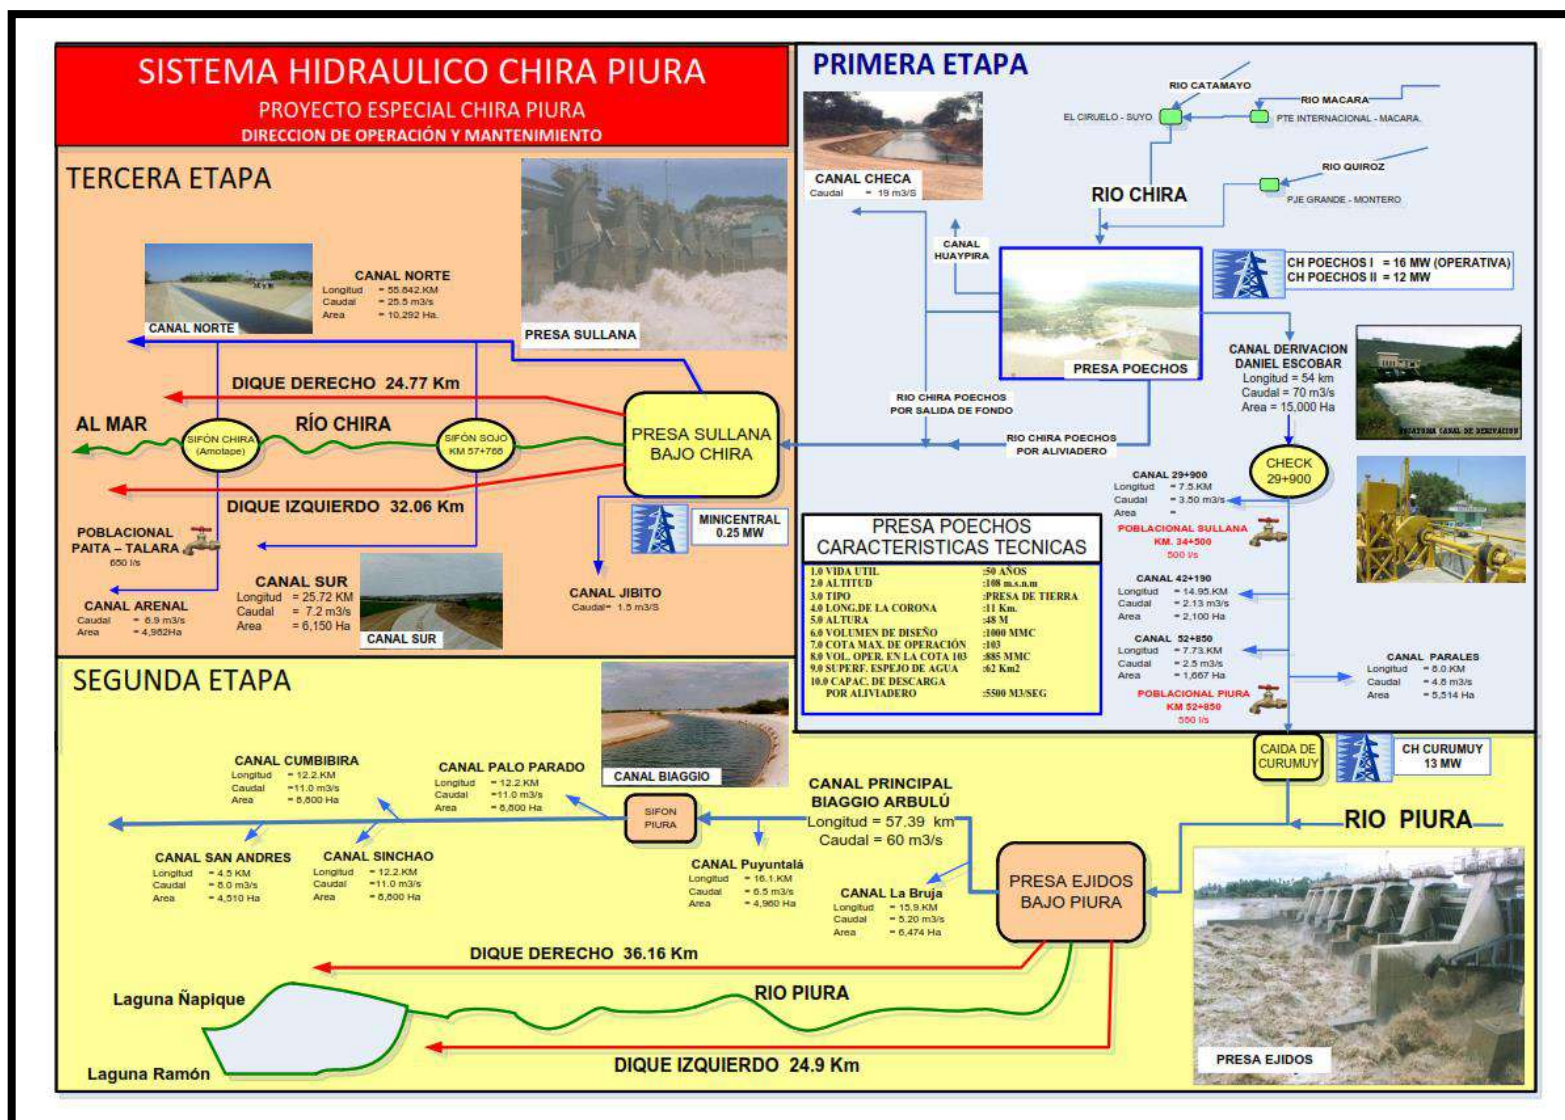 SISTEMA HIDRAULICO CHIRA PIURA
PROYECTO ESPECIAL CHIRA PIURA
DIRECCION DE OPERACIÓN Y MANTENIMIENTO
TERCERA ETAPA
CANAL NORTE
CANAL NORTE
Longitud = 55.642.KM
Caudal = 25.5 m3/s
Area = 10,292 Ha.
PRESA SULLANA
DIQUE DERECHO 24.77 Km
AL MAR
SIFÓN CHIRA
(Amotape)
RÍO CHIRA
SIFÓN SOJO
KM 57+766
PRESA SULLANA
BAJO CHIRA
DIQUE IZQUIERDO 32.06 Km
POBLACIONAL
PAITA – TALARA
650 l/s
CANAL ARENAL
Caudal = 6.9 m3/s
Area = 4,962Ha
CANAL SUR
Longitud = 25.72 KM
Caudal = 7.2 m3/s
Area = 6,150 Ha
CANAL SUR
MINICENTRAL
0.25 MW
CANAL JIBITO
Caudal= 1.5 m3/S
PRIMERA ETAPA
CANAL CHECA
Caudal = 19 m3/S
RIO CATAMAYO
RIO MACARA
EL CIRUELO - SUYO
PTE INTERNACIONAL - MACARA.
RIO QUIROZ
PJE GRANDE - MONTERO
RIO CHIRA
CANAL
HUAYPIRA
PRESA POECHOS
CH POECHOS I = 16 MW (OPERATIVA)
CH POECHOS II = 12 MW
CANAL DERIVACION
DANIEL ESCOBAR
Longitud = 54 km
Caudal = 70 m3/s
Area = 15,000 Ha
BOCATOMA CANAL DE DERIVACION
RIO CHIRA POECHOS
POR SALIDA DE FONDO
RIO CHIRA POECHOS
POR ALIVIADERO
CHECK
29+900
CANAL 29+900
Longitud = 7.5.KM
Caudal = 3.50 m3/s
Area =
POBLACIONAL SULLANA
KM. 34+500
500 l/s
CANAL 42+190
Longitud = 14.95.KM
Caudal = 2.13 m3/s
Area = 2,100 Ha
CANAL 52+850
Longitud = 7.73.KM
Caudal = 2.5 m3/s
Area = 1,667 Ha
POBLACIONAL PIURA
KM 52+850
550 l/s
CANAL PARALES
Longitud = 8.0.KM
Caudal = 4.6 m3/s
Area = 5,514 Ha
PRESA POECHOS
CARACTERISTICAS TECNICAS
1.0 VIDA UTIL :50 AÑOS
2.0 ALTITUD :108 m.s.n.m
3.0 TIPO :PRESA DE TIERRA
4.0 LONG.DE LA CORONA :11 Km.
5.0 ALTURA :48 M
6.0 VOLUMEN DE DISEÑO :1000 MMC
7.0 COTA MAX. DE OPERACIÓN :103
8.0 VOL. OPER. EN LA COTA 103 :885 MMC
9.0 SUPERF. ESPEJO DE AGUA :62 Km2
10.0 CAPAC. DE DESCARGA
POR ALIVIADERO :5500 M3/SEG
SEGUNDA ETAPA
CAIDA DE
CURUMUY
CH CURUMUY
13 MW
RIO PIURA
CANAL CUMBIBIRA
Longitud = 12.2.KM
Caudal =11.0 m3/s
Area = 8,800 Ha
CANAL PALO PARADO
Longitud = 12.2.KM
Caudal =11.0 m3/s
Area = 8,800 Ha
CANAL BIAGGIO
SIFON
PIURA
CANAL PRINCIPAL
BIAGGIO ARBULÚ
Longitud = 57.39 km
Caudal = 60 m3/s
CANAL SAN ANDRES
Longitud = 4.5 KM
Caudal = 8.0 m3/s
Area = 4,510 Ha
CANAL SINCHAO
Longitud = 12.2.KM
Caudal =11.0 m3/s
Area = 8,800 Ha
CANAL Puyuntalá
Longitud = 16.1.KM
Caudal = 6.5 m3/s
Area = 4,960 Ha
CANAL La Bruja
Longitud = 15.9.KM
Caudal = 5.20 m3/s
Area = 6,474 Ha
PRESA EJIDOS
BAJO PIURA
DIQUE DERECHO 36.16 Km
Laguna Ñapique
RIO PIURA
DIQUE IZQUIERDO 24.9 Km
Laguna Ramón
PRESA EJIDOS